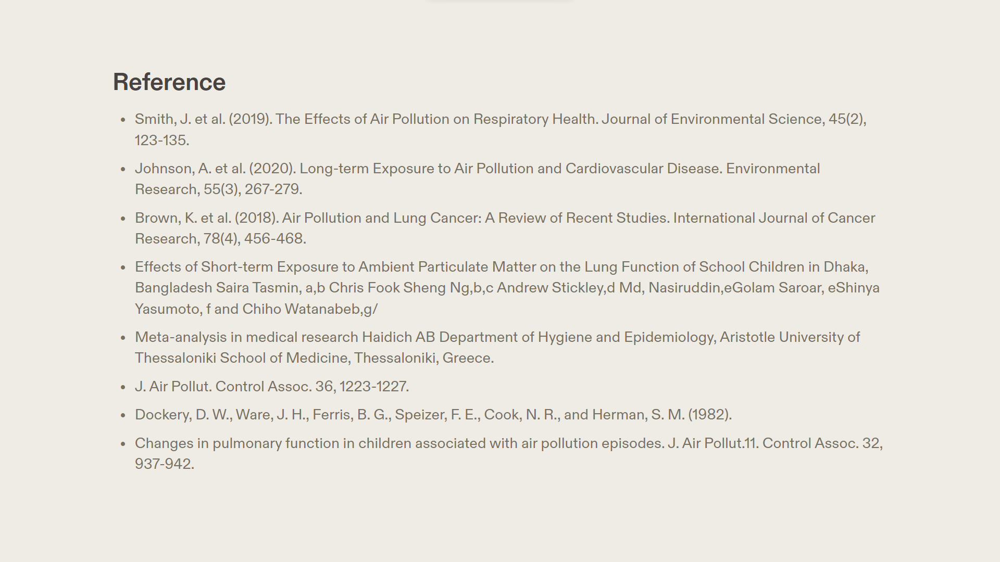 Reference
• Smith, J. et al. (2019). The Effects of Air Pollution on Respiratory Health. Journal of Environmental Science, 45(2),
123-135.
• Johnson, A. et al. (2020). Long-term Exposure to Air Pollution and Cardiovascular Disease. Environmental
Research, 55(3), 267-279.
• Brown, K. et al. (2018). Air Pollution and Lung Cancer: A Review of Recent Studies. International Journal of Cancer
Research, 78(4), 456-468.
• Effects of Short-term Exposure to Ambient Particulate Matter on the Lung Function of School Children in Dhaka,
Bangladesh Saira Tasmin, a,b Chris Fook Sheng Ng,b,c Andrew Stickley,d Md, Nasiruddin,eGolam Saroar, eShinya
Yasumoto, f and Chiho Watanabeb,g/
• Meta-analysis in medical research Haidich AB Department of Hygiene and Epidemiology, Aristotle University of
Thessaloniki School of Medicine, Thessaloniki, Greece.
• J. Air Pollut. Control Assoc. 36, 1223-1227.
• Dockery, D. W., Ware, J. H., Ferris, B. G., Speizer, F. E., Cook, N. R., and Herman, S. M. (1982).
• Changes in pulmonary function in children associated with air pollution episodes. J. Air Pollut.11. Control Assoc. 32,
937-942.